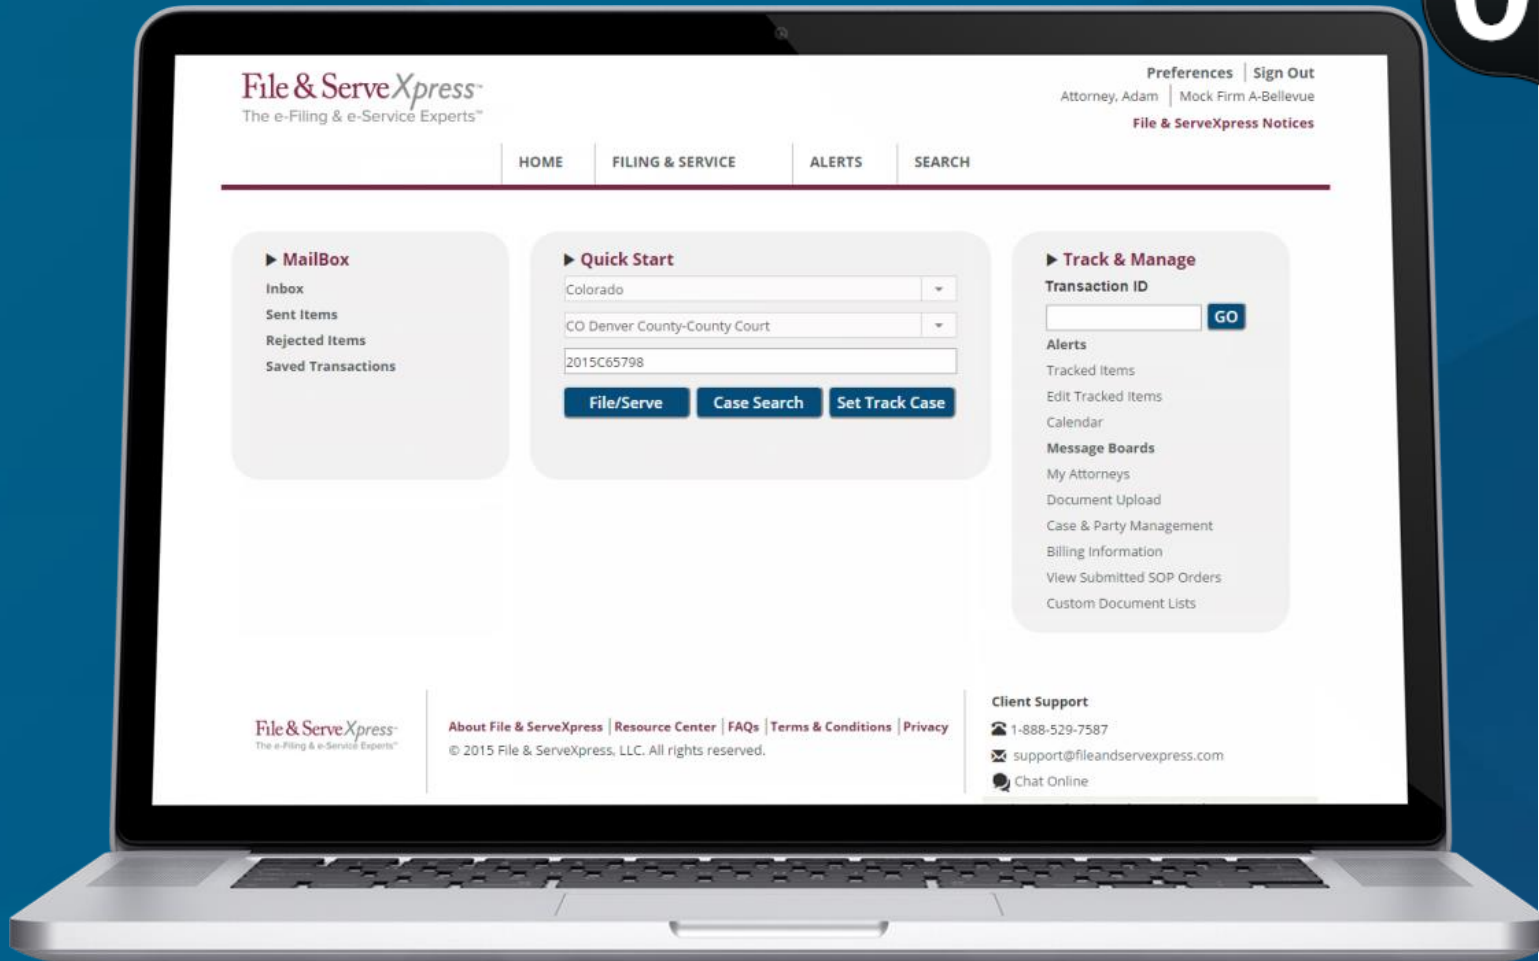 0
File & ServeXpress™
The e-Filing & e-Service Experts™
Preferences | Sign Out
Attorney, Adam | Mock Firm A-Bellevue
File & ServeXpress Notices
HOME
FILING & SERVICE
ALERTS
SEARCH
MailBox
Inbox
Sent Items
Rejected Items
Saved Transactions
Quick Start
Colorado
CO Denver County-County Court
2015C65798
File/Serve
Case Search
Set Track Case
Track & Manage
Transaction ID
GO
Alerts
Tracked Items
Edit Tracked Items
Calendar
Message Boards
My Attorneys
Document Upload
Case & Party Management
Billing Information
View Submitted SOP Orders
Custom Document Lists
File & ServeXpress™
The e-Filing & e-Service Experts™
About File & ServeXpress | Resource Center | FAQs | Terms & Conditions | Privacy
© 2015 File & ServeXpress, LLC. All rights reserved.
Client Support
1-888-529-7587
support@fileandservexpress.com
Chat Online